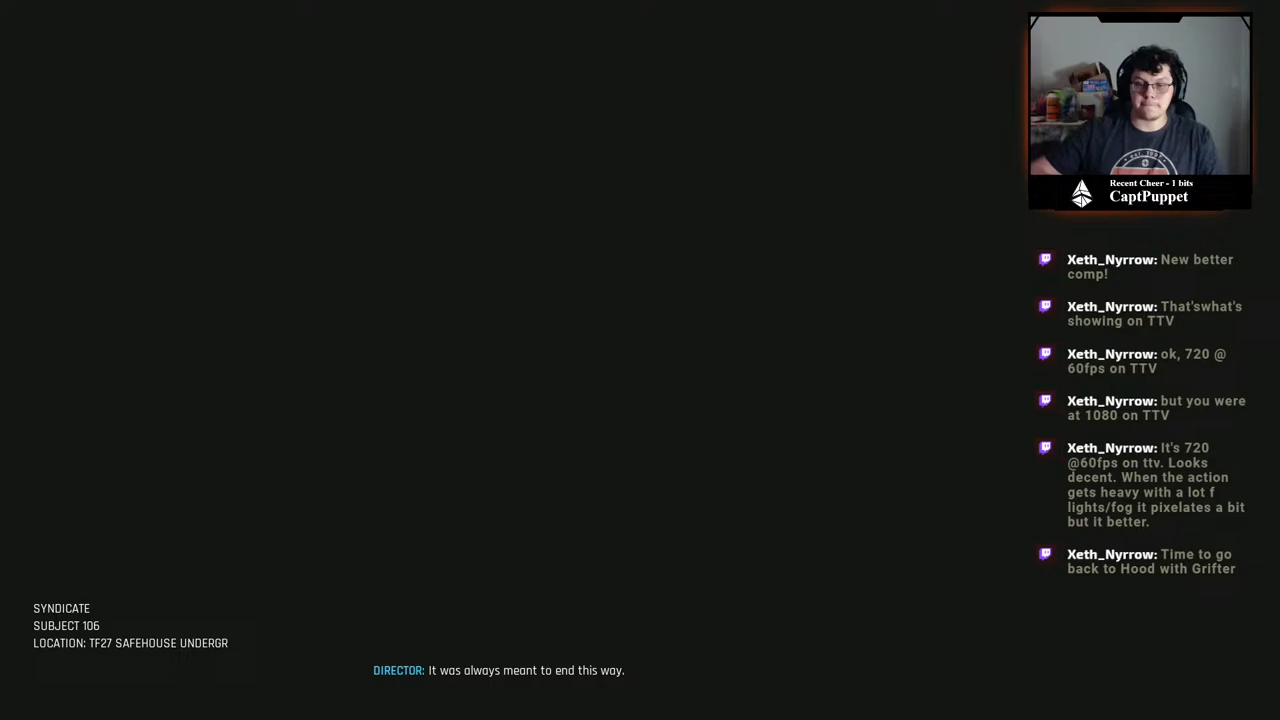 Recent Cheer - 1 bits
CaptPuppet
Xeth_Nyrrow: New better
comp!
Xeth_Nyrrow: That'swhat's
showing on TTV
Xeth_Nyrrow: ok, 720 @
60fps on TTV
Xeth_Nyrrow: but you were
at 1080 on TTV
Xeth_Nyrrow: It's 720
@60fps on ttv. Looks
decent. When the action
gets heavy with a lot f
lights/fog it pixelates a bit
but it better.
Xeth_Nyrrow: Time to go
back to Hood with Grifter
SYNDICATE
SUBJECT 106
LOCATION: TF27 SAFEHOUSE UNDERGR
DIRECTOR: It was always meant to end this way.